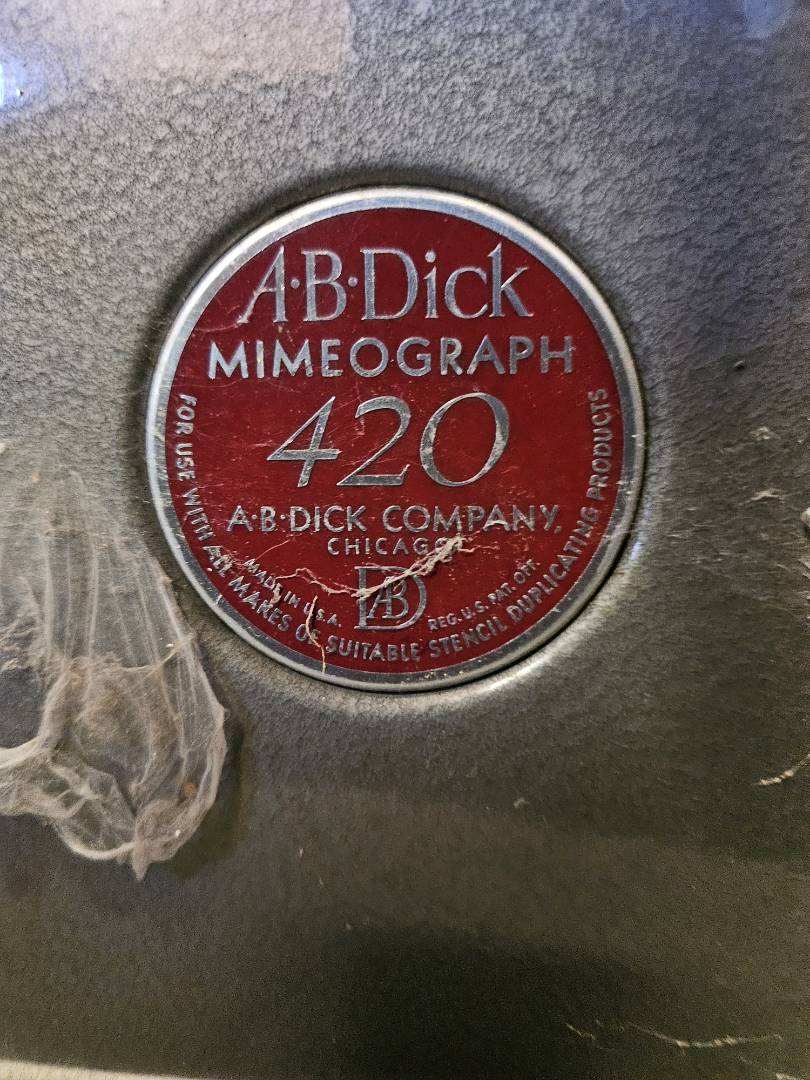 A·B·Dick
MIMEOGRAPH
420
A·B·DICK COMPANY,
CHICAGO
MADE IN U.S.A.
ABD
REG. U.S. PAT. OFF.
FOR USE WITH ALL MAKES OF SUITABLE STENCIL DUPLICATING PRODUCTS